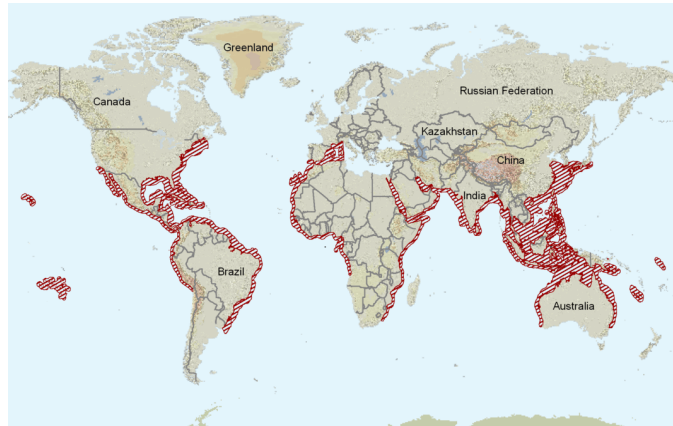 Greenland
Russian Federation
Canada
Kazakhstan
China
India
Brazil
Australia